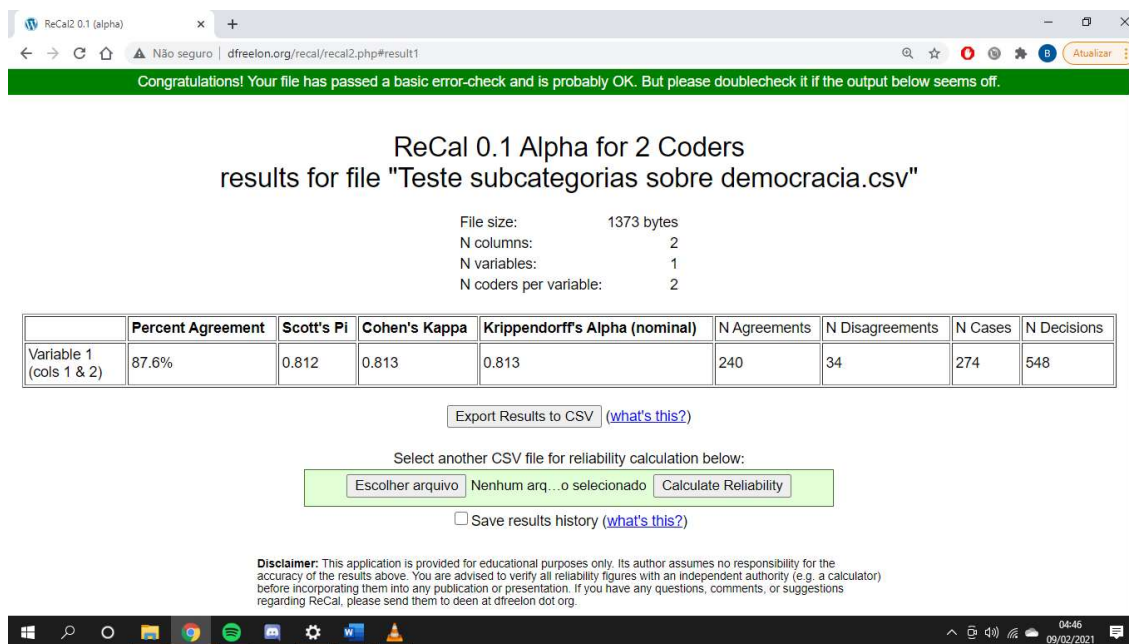 ReCal2 0.1 (alpha)
Não seguro | dfreelon.org/recal/recal2.php#result1
B
Atualizar
Congratulations! Your file has passed a basic error-check and is probably OK. But please doublecheck it if the output below seems off.
ReCal 0.1 Alpha for 2 Coders
results for file "Teste subcategorias sobre democracia.csv"
File size: 1373 bytes
N columns: 2
N variables: 1
N coders per variable: 2
Percent Agreement Scott's Pi Cohen's Kappa Krippendorff's Alpha (nominal) N Agreements N Disagreements N Cases N Decisions
Variable 1
(cols 1 & 2) 87.6% 0.812 0.813 0.813 240 34 274 548
Export Results to CSV (what's this?)
Select another CSV file for reliability calculation below:
Escolher arquivo Nenhum arq...o selecionado Calculate Reliability
Save results history (what's this?)
Disclaimer: This application is provided for educational purposes only. Its author assumes no responsibility for the
accuracy of the results above. You are advised to verify all reliability figures with an independent authority (e.g. a calculator)
before incorporating them into any publication or presentation. If you have any questions, comments, or suggestions
regarding ReCal, please send them to deen at dfreelon dot org.
04:46
09/02/2021